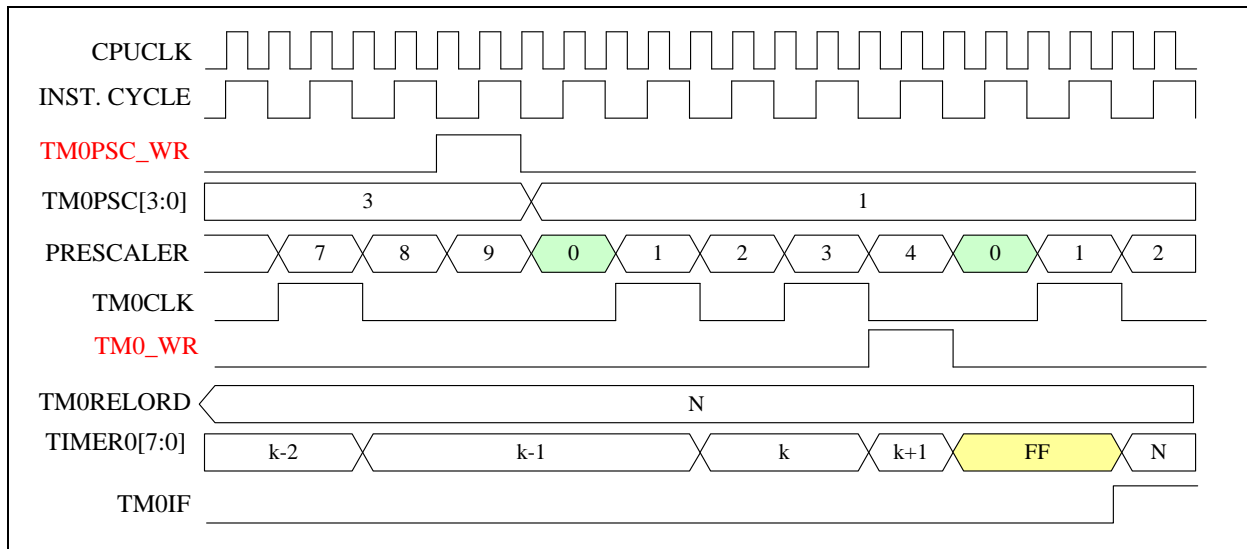 CPUCLK
INST. CYCLE
TM0PSC_WR
TM0PSC[3:0] 3 1
PRESCALER 7 8 9 0 1 2 3 4 0 1 2
TM0CLK
TM0_WR
TM0RELORD N
TIMER0[7:0] k-2 k-1 k k+1 FF N
TM0IF